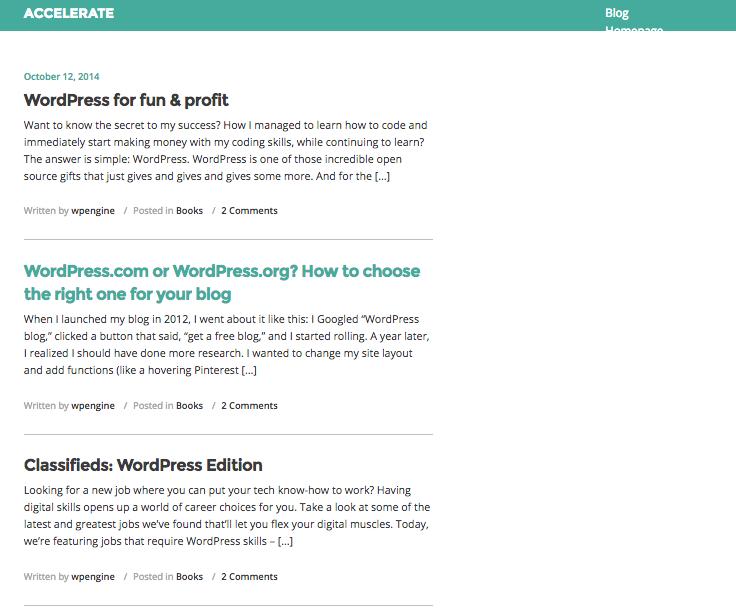 ACCELERATE
Blog
Homepage
October 12, 2014
WordPress for fun & profit
Want to know the secret to my success? How I managed to learn how to code and
immediately start making money with my coding skills, while continuing to learn?
The answer is simple: WordPress. WordPress is one of those incredible open
source gifts that just gives and gives and gives some more. And for the […]
Written by wpengine / Posted in Books / 2 Comments
WordPress.com or WordPress.org? How to choose
the right one for your blog
When I launched my blog in 2012, I went about it like this: I Googled “WordPress
blog,” clicked a button that said, “get a free blog,” and I started rolling. A year later,
I realized I should have done more research. I wanted to change my site layout
and add functions (like a hovering Pinterest […]
Written by wpengine / Posted in Books / 2 Comments
Classifieds: WordPress Edition
Looking for a new job where you can put your tech know-how to work? Having
digital skills opens up a world of career choices for you. Take a look at some of the
latest and greatest jobs we’ve found that’ll let you flex your digital muscles. Today,
we’re featuring jobs that require WordPress skills – […]
Written by wpengine / Posted in Books / 2 Comments